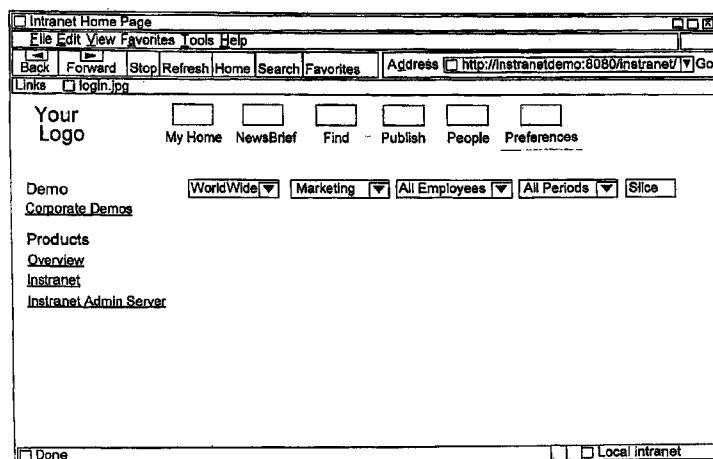 Intranet Home Page
File Edit View Favorites Tools Help
Back Forward Stop Refresh Home Search Favorites Address http://instranetdemo:8080/instranet/ Go
Links login.jpg
Your
Logo
My Home NewsBrief Find Publish People Preferences
Demo WorldWide Marketing All Employees All Periods Slice
Corporate Demos
Products
Overview
Instranet
Instranet Admin Server
Done Local intranet